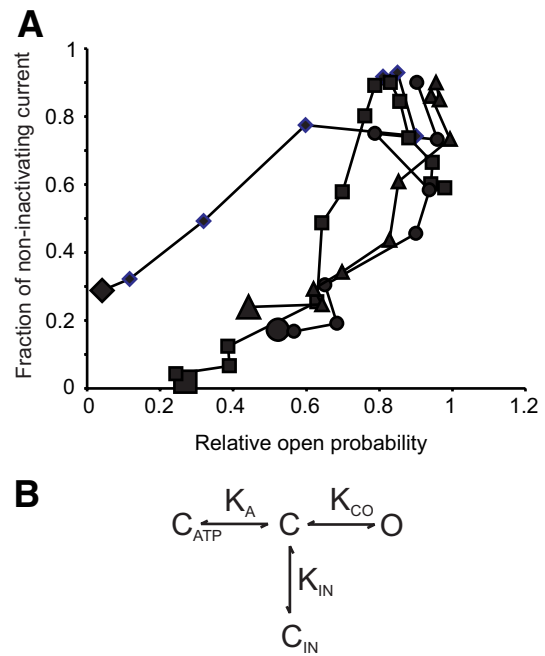 A
1
0.8
0.6
0.4
0.2
0
Fraction of non-inactivating current
0 0.2 0.4 0.6 0.8 1 1.2
Relative open probability
B
K_A K_CO
C_ATP C O
K_IN
C_IN